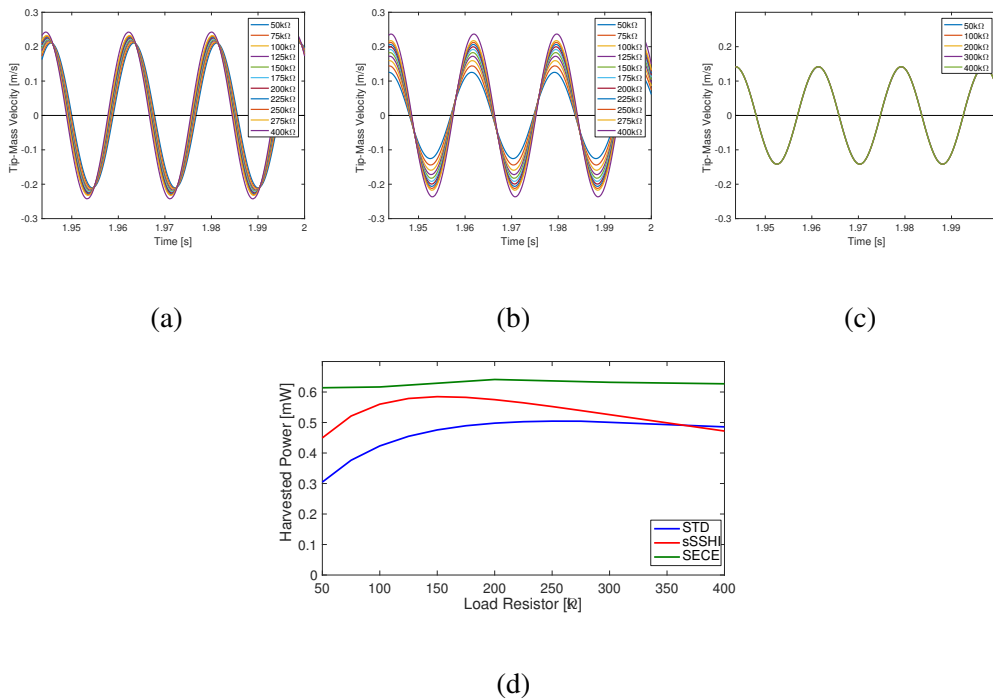 0.3
0.2
0.1
0
-0.1
-0.2
-0.3
Tip-Mass Velocity [m/s]
1.95 1.96 1.97 1.98 1.99 2
Time [s]
50kΩ
75kΩ
100kΩ
125kΩ
150kΩ
175kΩ
200kΩ
225kΩ
250kΩ
275kΩ
400kΩ
(a)
0.3
0.2
0.1
0
-0.1
-0.2
-0.3
Tip-Mass Velocity [m/s]
1.95 1.96 1.97 1.98 1.99 2
Time [s]
50kΩ
75kΩ
100kΩ
125kΩ
150kΩ
175kΩ
200kΩ
225kΩ
250kΩ
275kΩ
400kΩ
(b)
0.3
0.2
0.1
0
-0.1
-0.2
-0.3
Tip-Mass Velocity [m/s]
1.95 1.96 1.97 1.98 1.99
Time [s]
50kΩ
100kΩ
200kΩ
300kΩ
400kΩ
(c)
0.6
0.5
0.4
0.3
0.2
0.1
0
Harvested Power [mW]
50 100 150 200 250 300 350 400
Load Resistor [kΩ]
STD
sSSHI
SECE
(d)